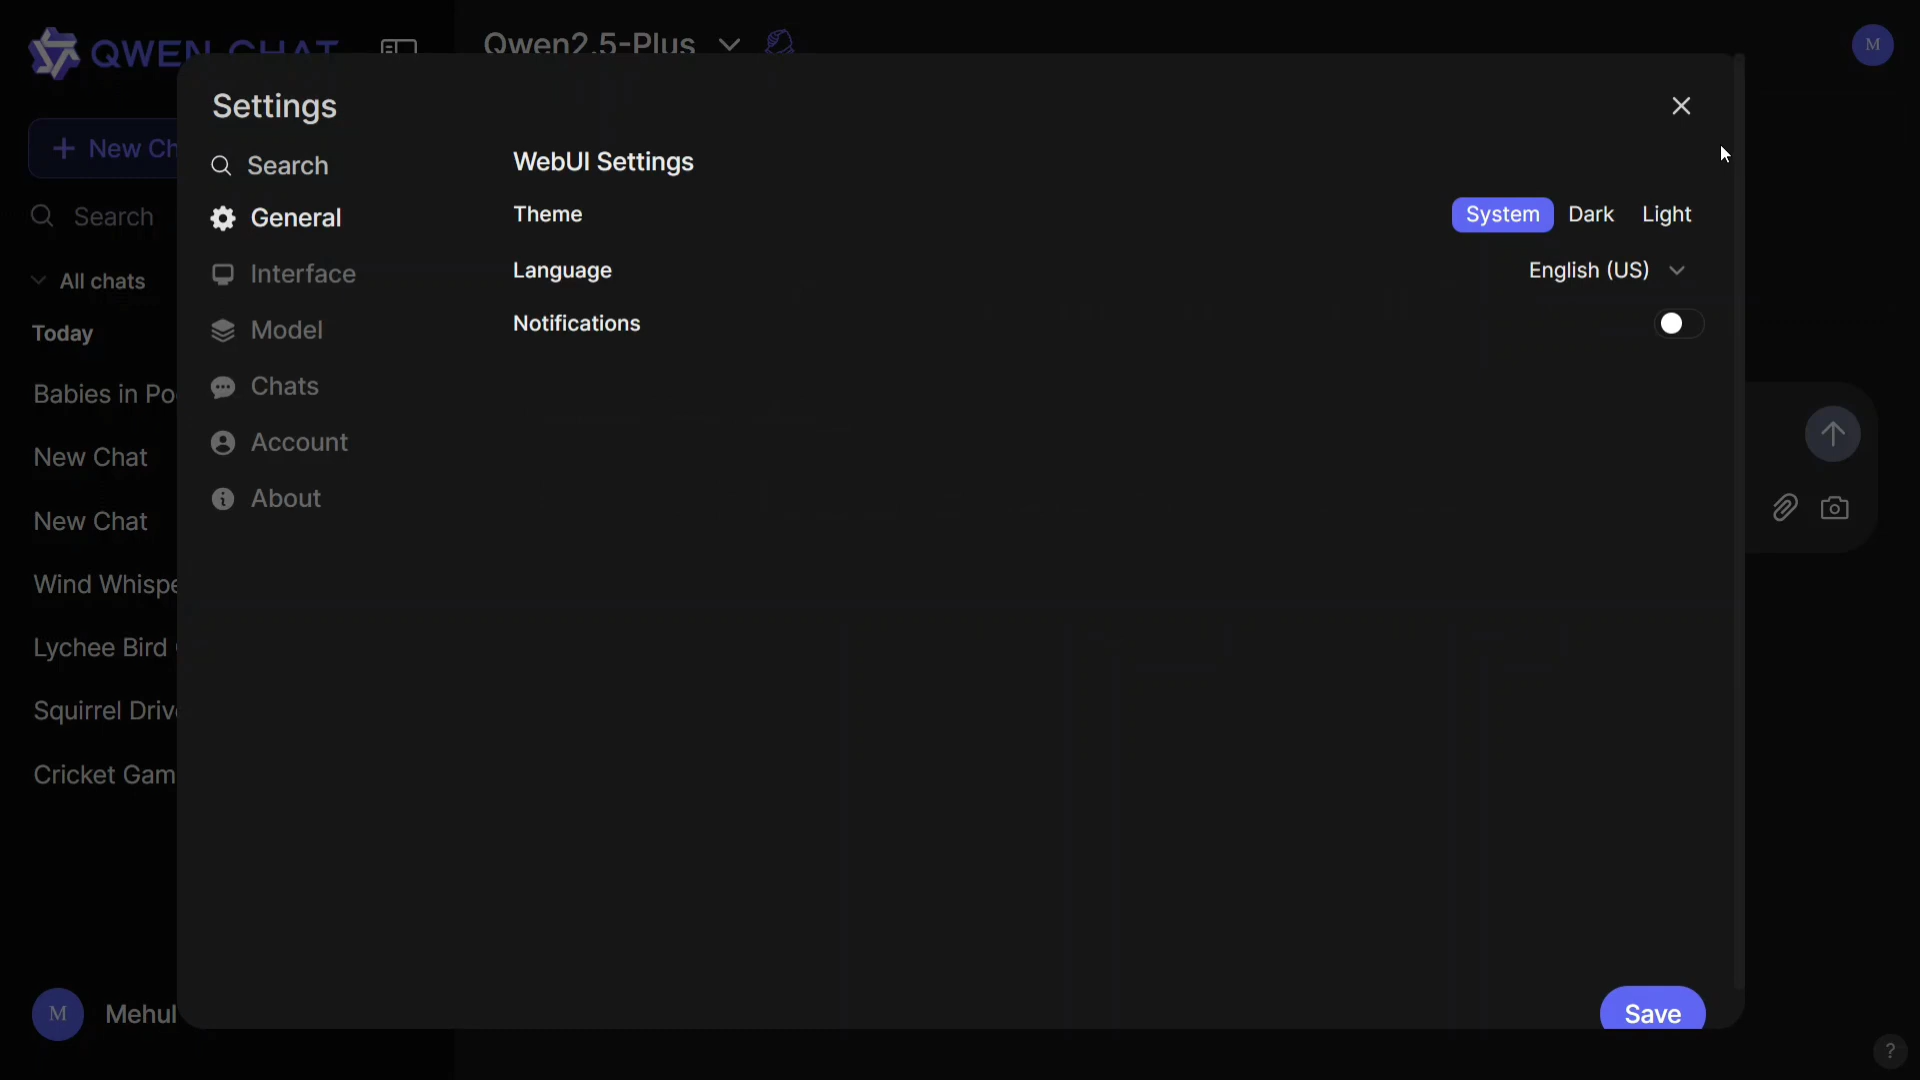 QWEN CHAT
Qwen2.5-Plus
M
Settings
+ New Ch
Search
All chats
Today
Babies in Po
New Chat
New Chat
Wind Whispe
Lychee Bird
Squirrel Driv
Cricket Gam
M
Mehul
Search
General
Interface
Model
Chats
Account
About
WebUI Settings
Theme
System Dark Light
Language
English (US)
Notifications
Save
?